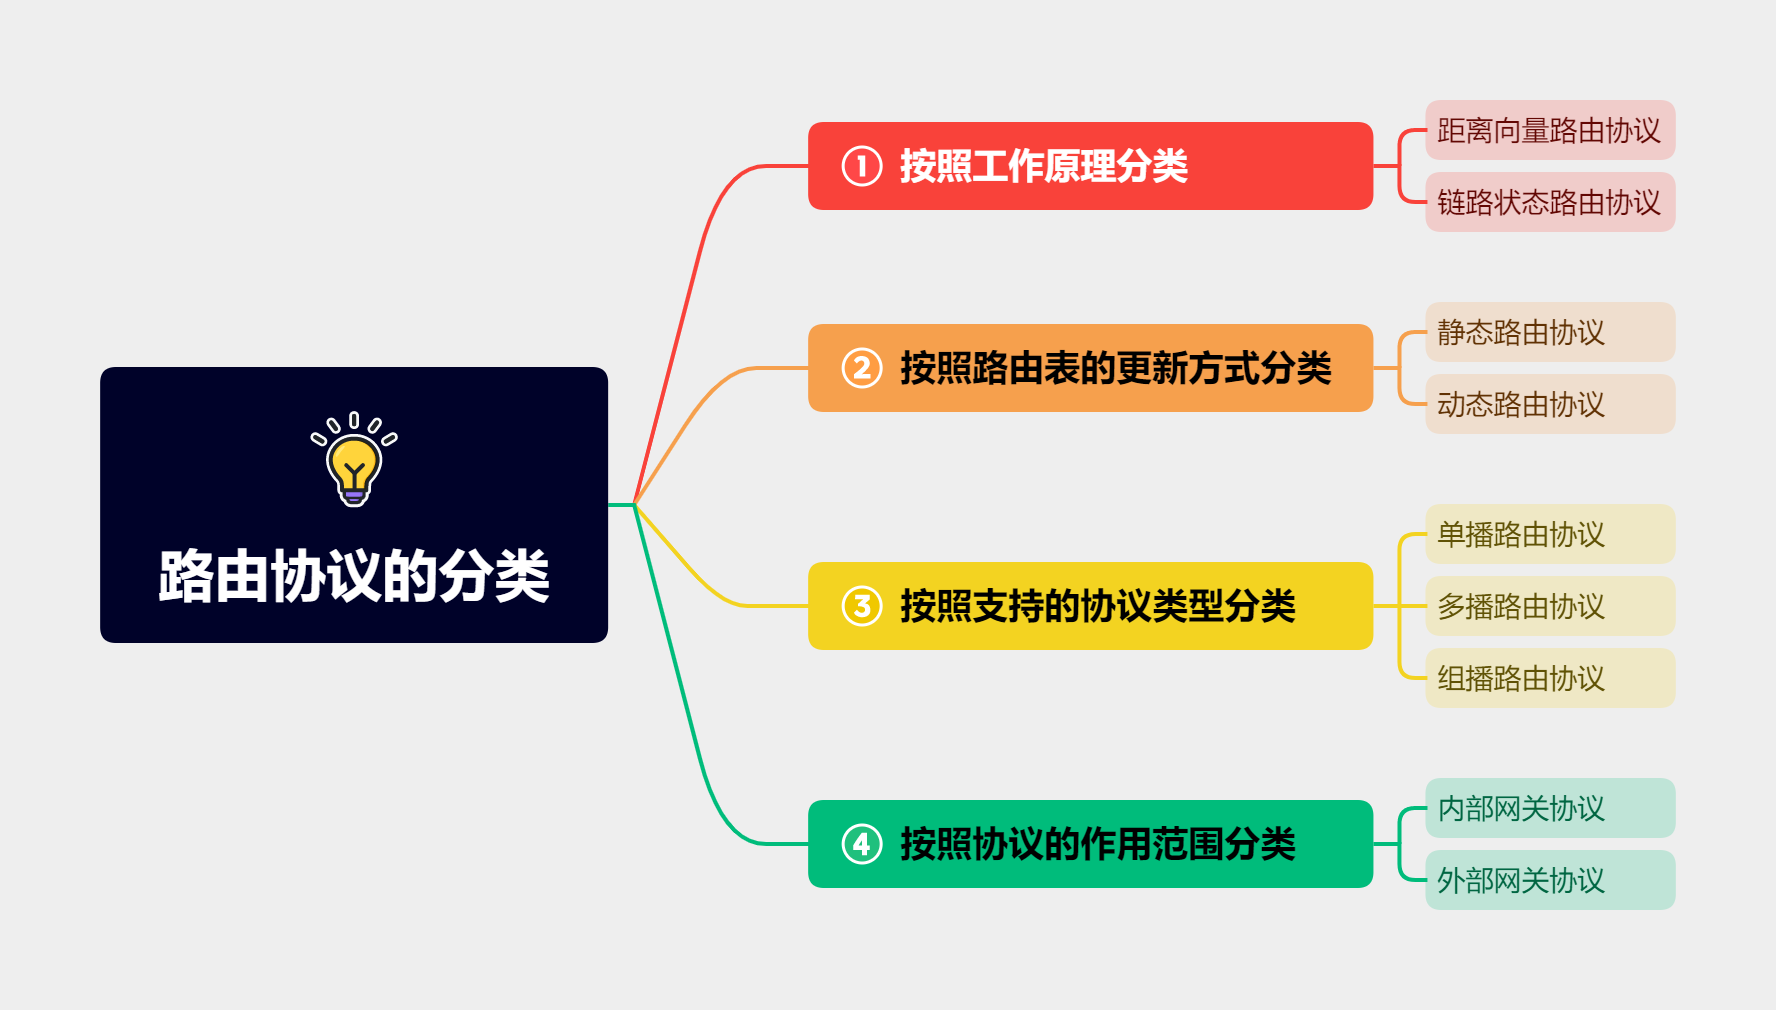 路由协议的分类
① 按照工作原理分类
距离向量路由协议
链路状态路由协议
② 按照路由表的更新方式分类
静态路由协议
动态路由协议
③ 按照支持的协议类型分类
单播路由协议
多播路由协议
组播路由协议
④ 按照协议的作用范围分类
内部网关协议
外部网关协议